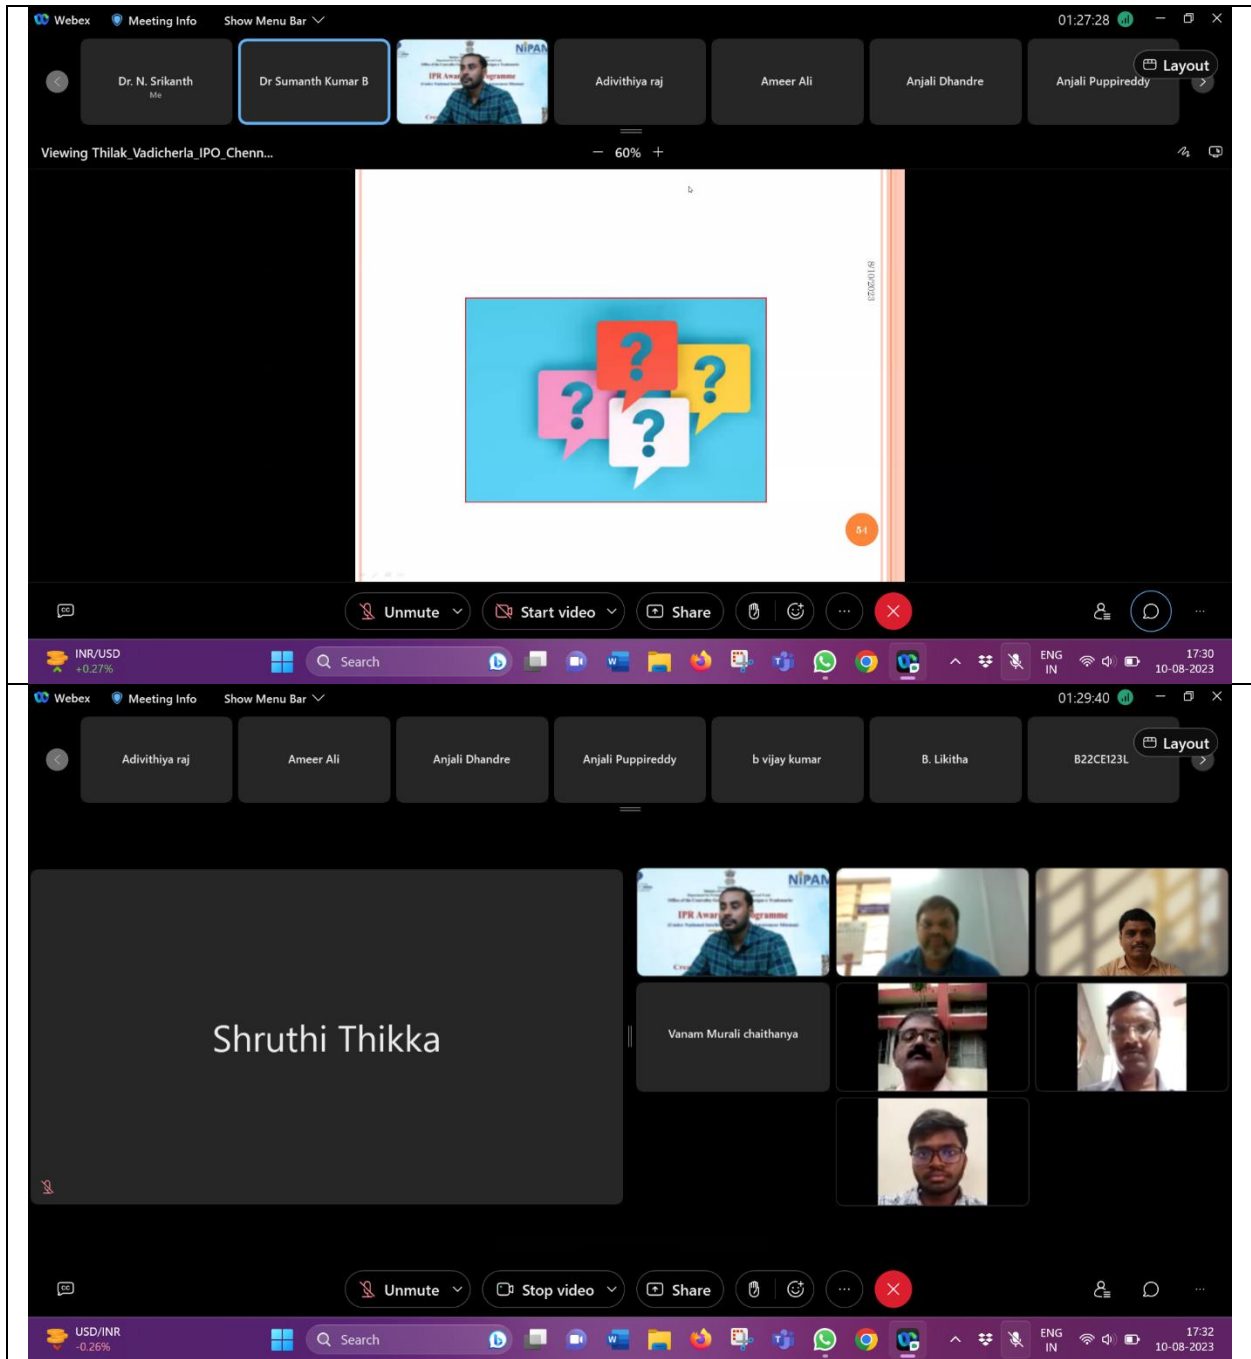 Webex Meeting Info Show Menu Bar 01:27:28
Layout
Dr. N. Srikanth
Me
Dr Sumanth Kumar B
NiPAM
IPR Awar
gramme
Adivithiya raj
Ameer Ali
Anjali Dhandre
Anjali Puppireddy
Viewing Thilak_Vadicherla_IPO_Chenn...
60%
8/10/2023
? ? ? ?
54
CC Unmute Start video Share
INR/USD
+0.27%
Search
ENG
IN
17:30
10-08-2023
Webex Meeting Info Show Menu Bar 01:29:40
Layout
Adivithiya raj
Ameer Ali
Anjali Dhandre
Anjali Puppireddy
b vijay kumar
B. Likitha
B22CE123L
NiPAM
IPR Awar
gramme
Shruthi Thikka
Vanam Murali chaithanya
CC Unmute Stop video Share
USD/INR
-0.26%
Search
ENG
IN
17:32
10-08-2023